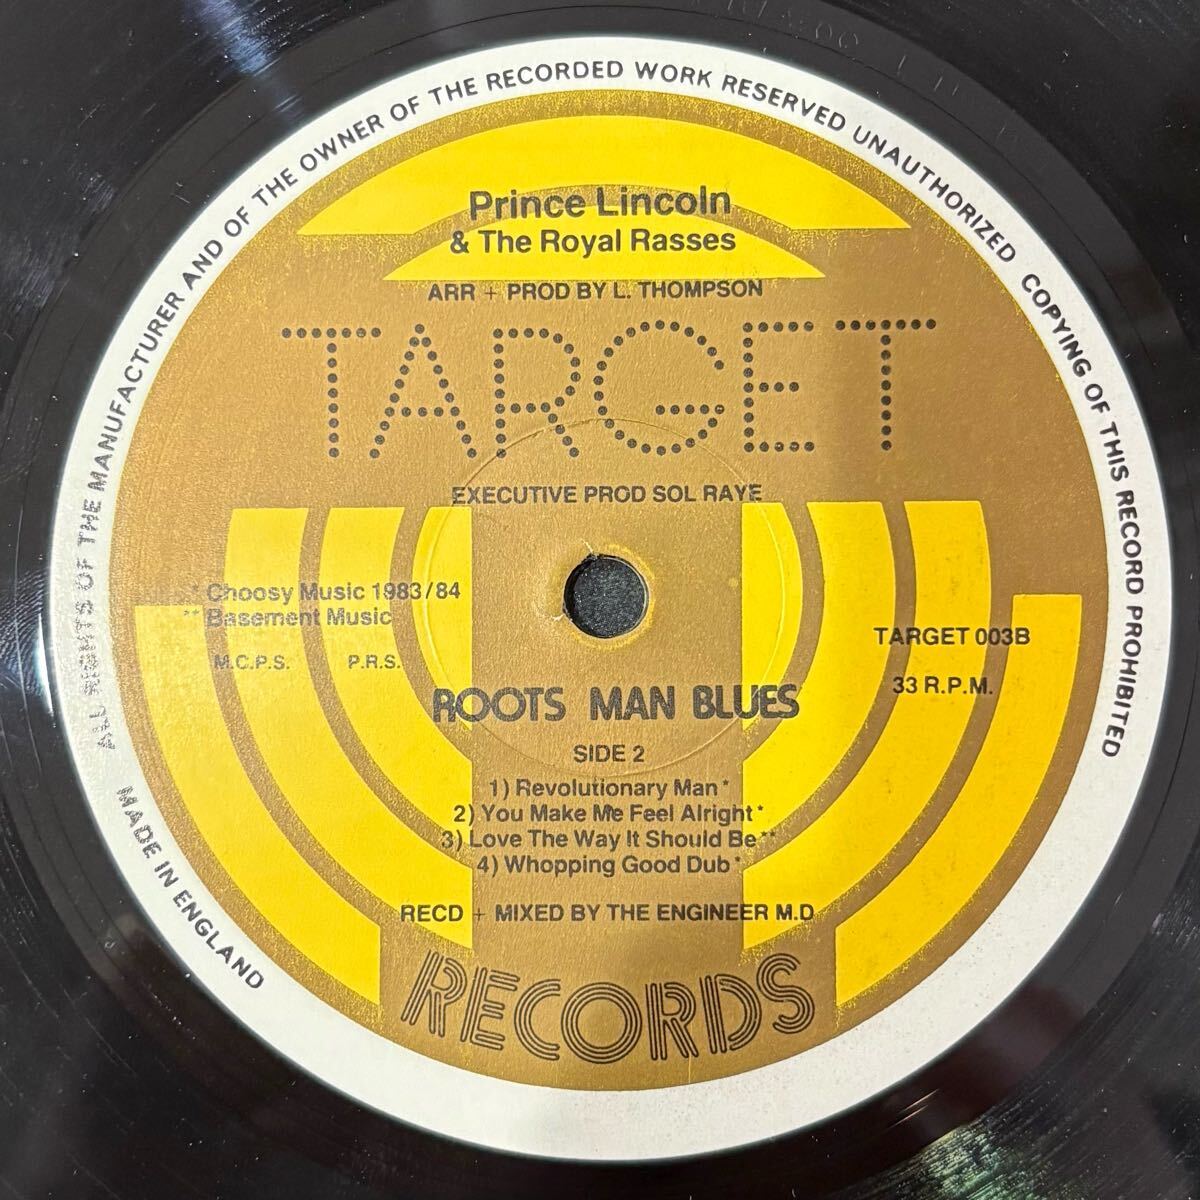 ALL RIGHTS OF THE MANUFACTURER AND OF THE OWNER OF THE RECORDED WORK RESERVED UNAUTHORIZED COPYING OF THIS RECORD PROHIBITED
Prince Lincoln
& The Royal Rasses
ARR + PROD BY L. THOMPSON
TARGET
EXECUTIVE PROD SOL RAYE
* Choosy Music 1983/84
** Basement Music
M.C.P.S. P.R.S.
TARGET 003B
33 R.P.M.
ROOTS MAN BLUES
SIDE 2
1) Revolutionary Man*
2) You Make Me Feel Alright*
3) Love The Way It Should Be**
4) Whopping Good Dub*
RECD + MIXED BY THE ENGINEER M.D
RECORDS
MADE IN ENGLAND